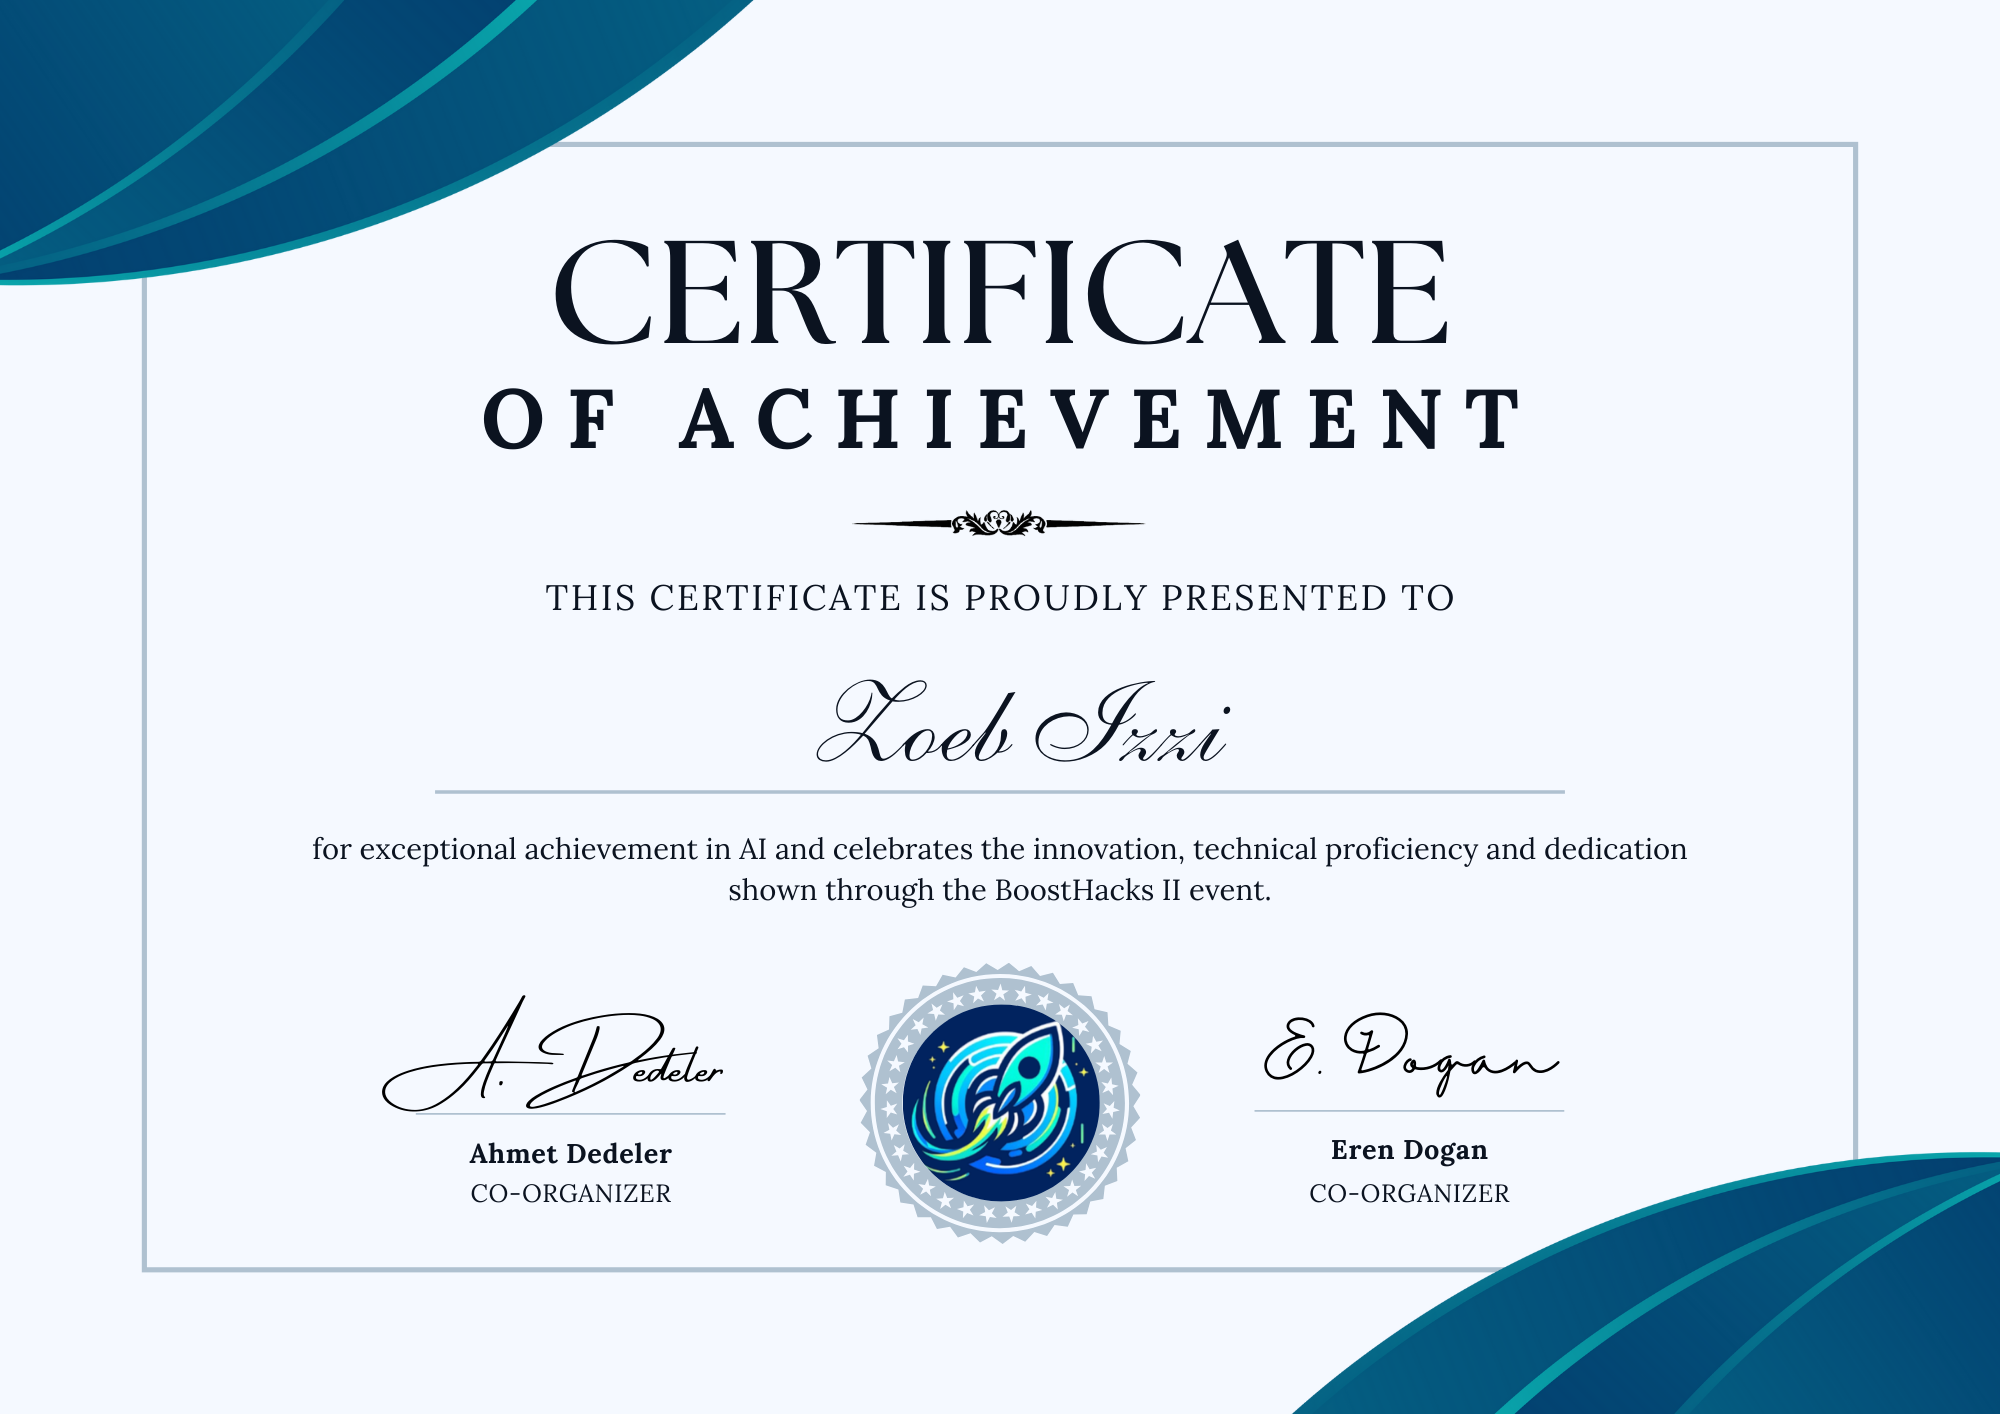 CERTIFICATE
OF ACHIEVEMENT
THIS CERTIFICATE IS PROUDLY PRESENTED TO
Zoeb Izzi
for exceptional achievement in AI and celebrates the innovation, technical proficiency and dedication
shown through the BoostHacks II event.
A. Dedeler
Ahmet Dedeler
CO-ORGANIZER
E. Dogan
Eren Dogan
CO-ORGANIZER